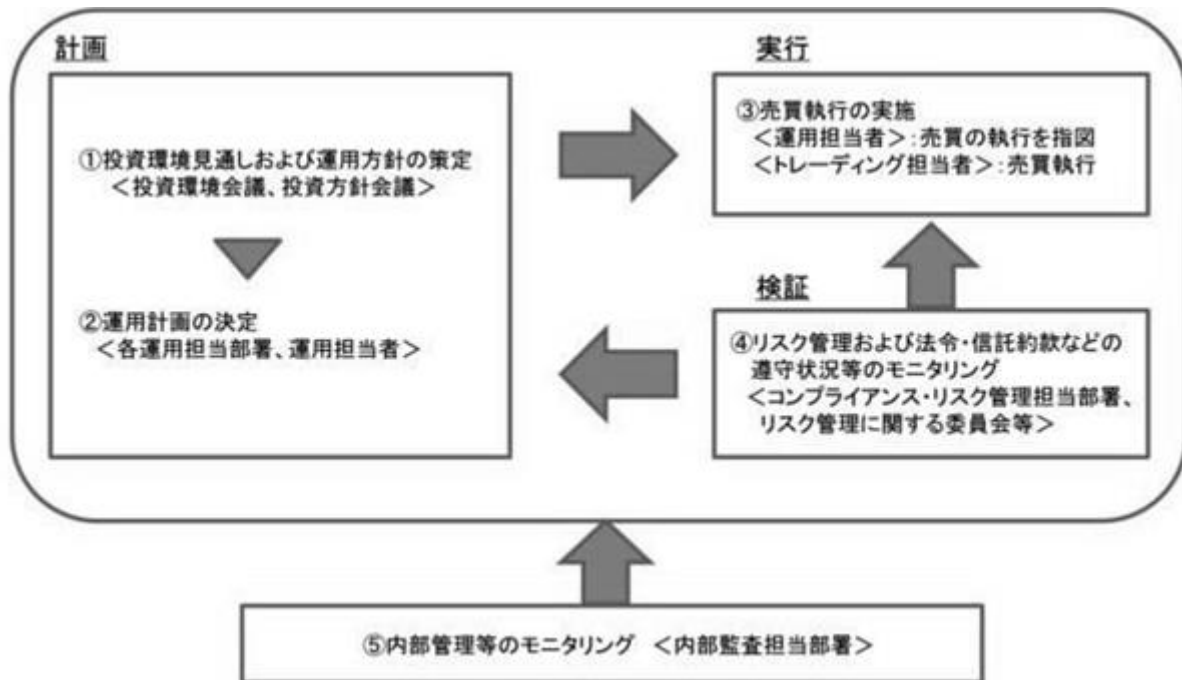 計画
①投資環境見通しおよび運用方針の策定
＜投資環境会議、投資方針会議＞
②運用計画の決定
＜各運用担当部署、運用担当者＞
実行
③売買執行の実施
＜運用担当者＞：売買の執行を指図
＜トレーディング担当者＞：売買執行
検証
④リスク管理および法令・信託約款などの
遵守状況等のモニタリング
＜コンプライアンス・リスク管理担当部署、
リスク管理に関する委員会等＞
⑤内部管理等のモニタリング　＜内部監査担当部署＞